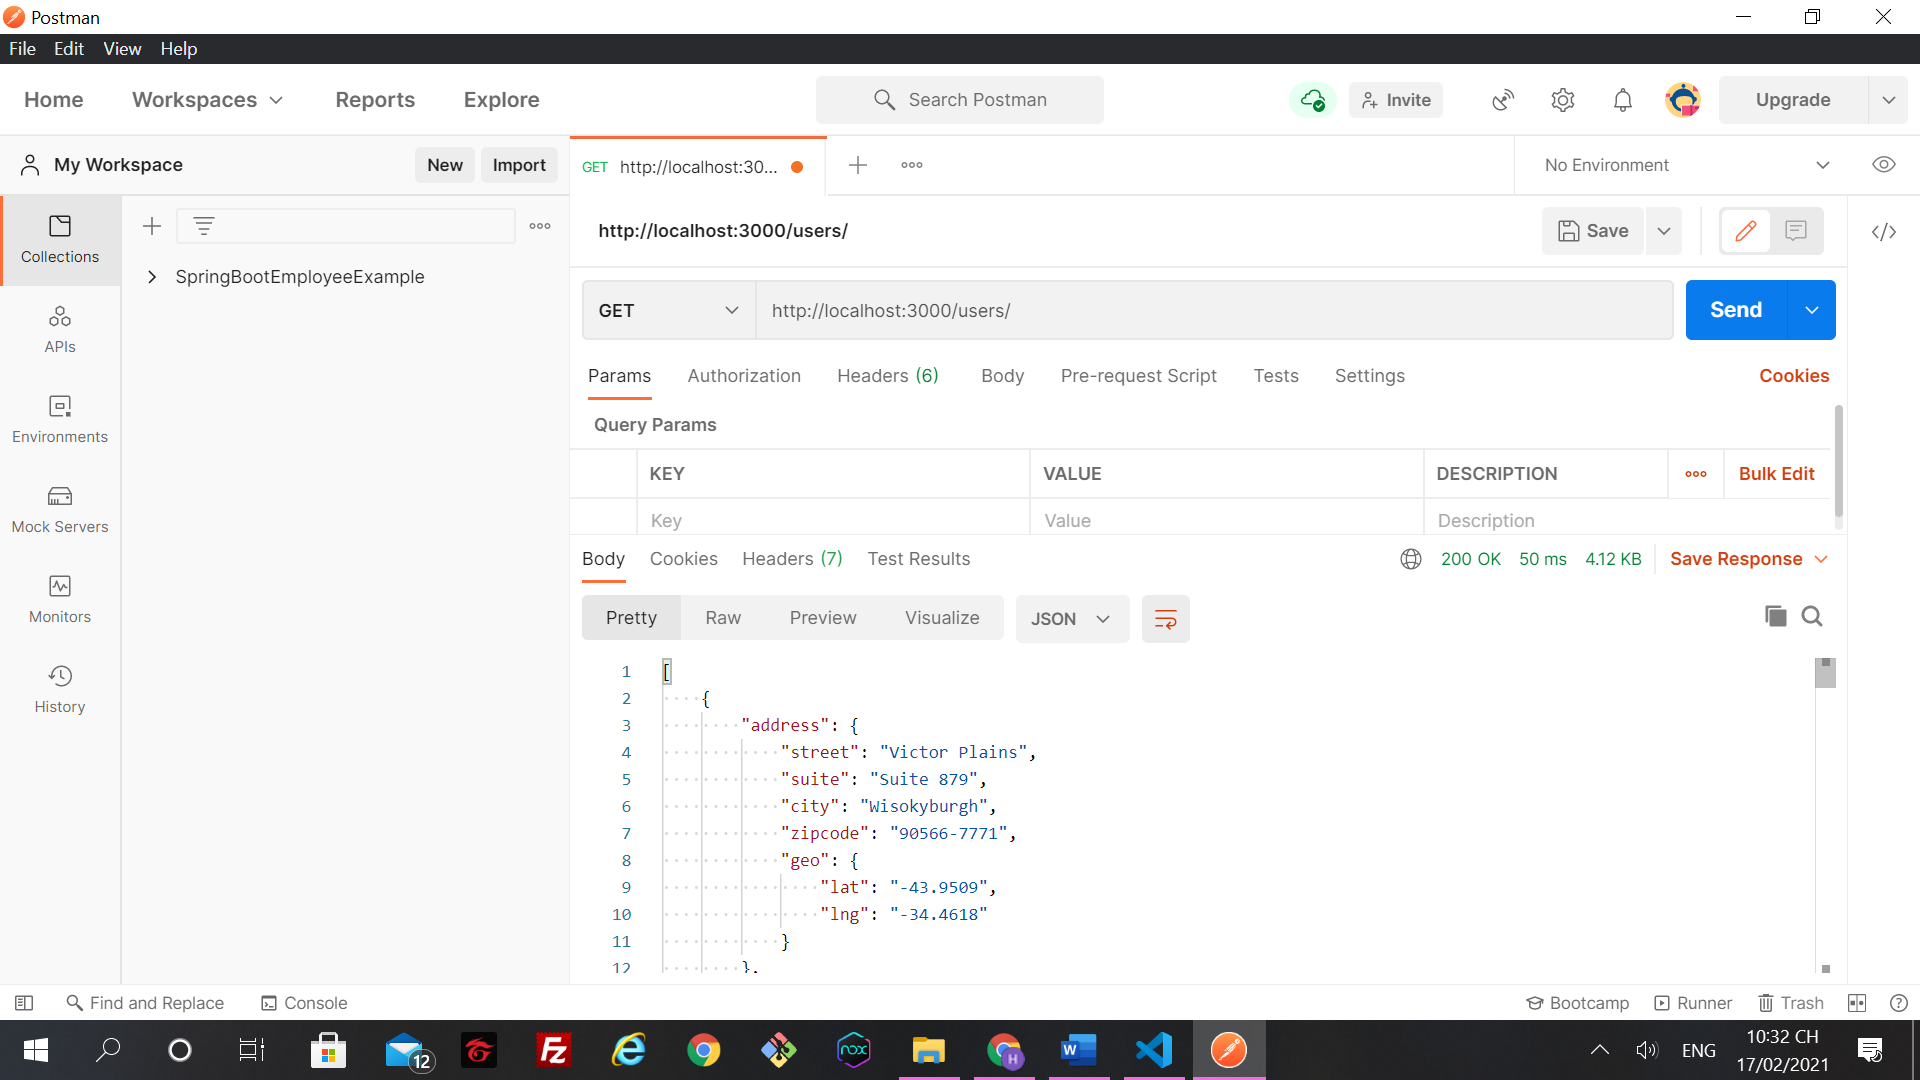 Postman
File Edit View Help
Home Workspaces Reports Explore Search Postman Invite Upgrade
My Workspace New Import GET http://localhost:30... No Environment
http://localhost:3000/users/ Save
Collections
SpringBootEmployeeExample
GET http://localhost:3000/users/ Send
APIs
Params Authorization Headers (6) Body Pre-request Script Tests Settings Cookies
Query Params
Environments
KEY VALUE DESCRIPTION Bulk Edit
Key Value Description
Mock Servers
Body Cookies Headers (7) Test Results 200 OK 50 ms 4.12 KB Save Response
Monitors
Pretty Raw Preview Visualize JSON
History
1 [
2 {
3 "address": {
4 "street": "Victor Plains",
5 "suite": "Suite 879",
6 "city": "Wisokyburgh",
7 "zipcode": "90566-7771",
8 "geo": {
9 "lat": "-43.9509",
10 "lng": "-34.4618"
11 }
12 },
Find and Replace Console Bootcamp Runner Trash
12 FZ nox H W ENG 10:32 CH
17/02/2021